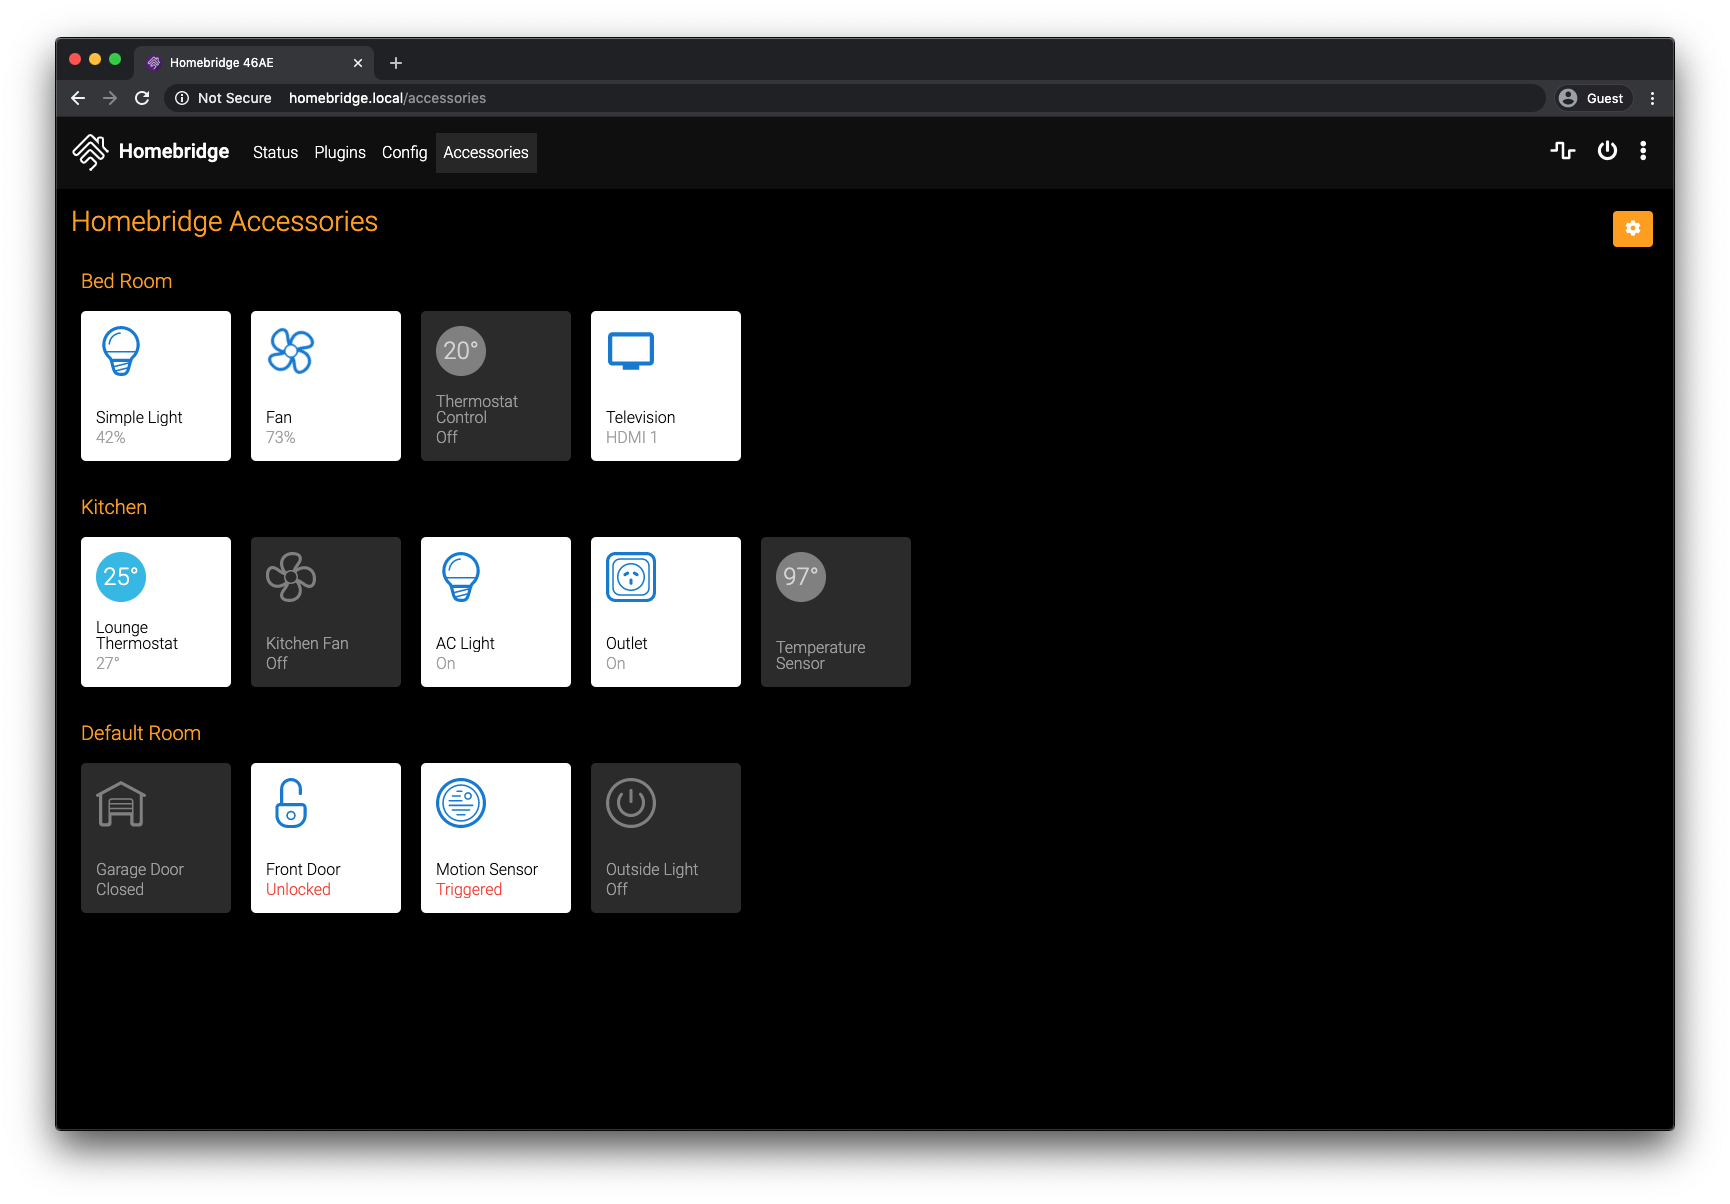 Homebridge 46AE
Not Secure homebridge.local/accessories Guest
Homebridge Status Plugins Config Accessories
Homebridge Accessories
Bed Room
20°
Simple Light
42%
Fan
73%
Thermostat
Control
Off
Television
HDMI 1
Kitchen
25°
Lounge
Thermostat
27°
Kitchen Fan
Off
AC Light
On
Outlet
On
97°
Temperature
Sensor
Default Room
Garage Door
Closed
Front Door
Unlocked
Motion Sensor
Triggered
Outside Light
Off